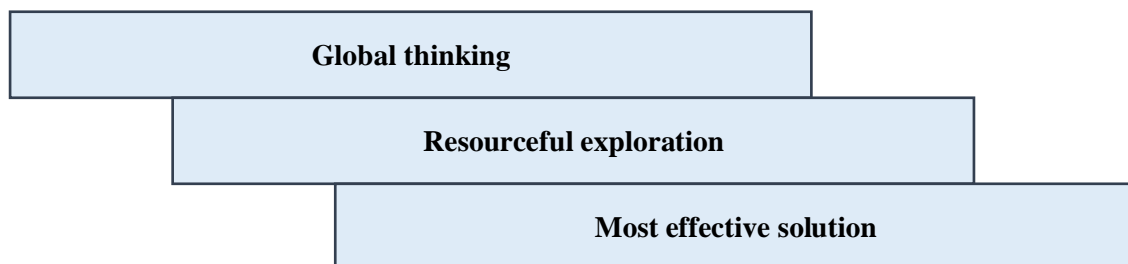 Global thinking
Resourceful exploration
Most effective solution